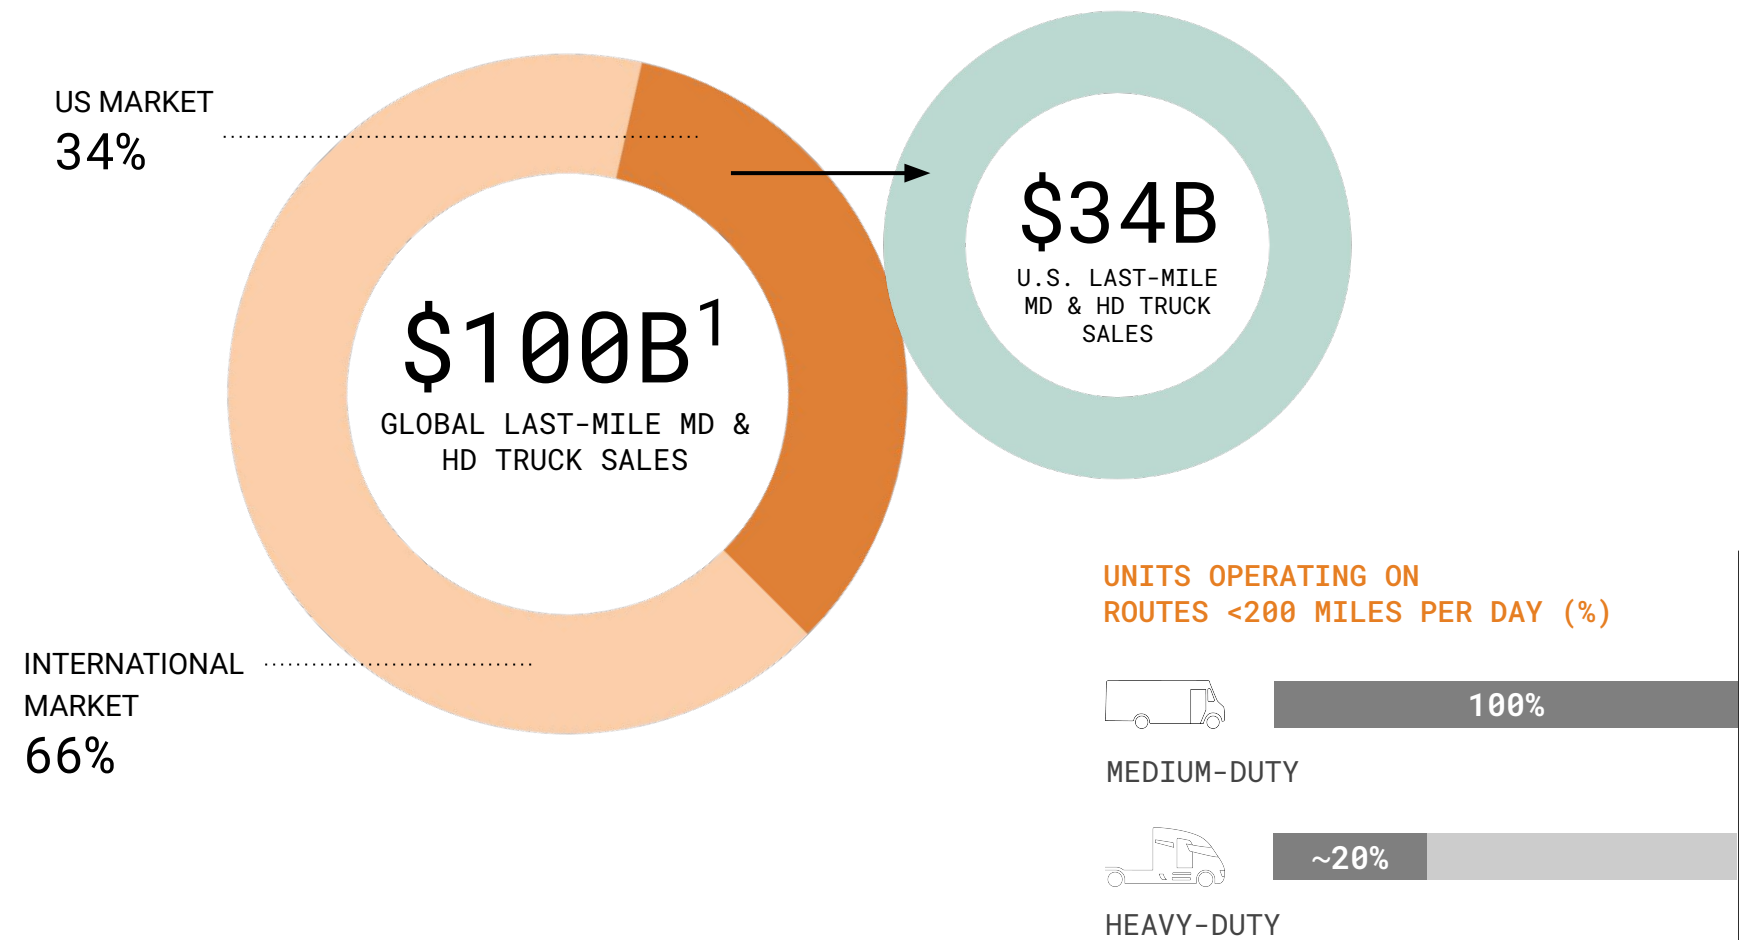 US MARKET
34%
$100B¹
GLOBAL LAST-MILE MD &
HD TRUCK SALES
INTERNATIONAL
MARKET
66%
$34B
U.S. LAST-MILE
MD & HD TRUCK
SALES
UNITS OPERATING ON
ROUTES <200 MILES PER DAY (%)
100%
MEDIUM-DUTY
~20%
HEAVY-DUTY